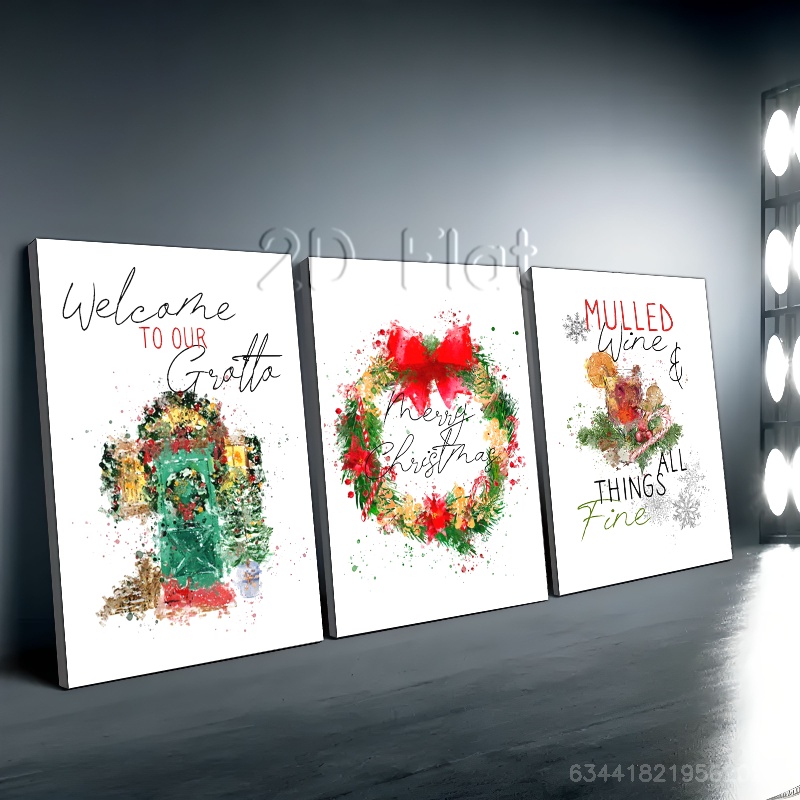 2D Flat
Welcome
TO OUR
Grotto
Merry
Christmas
MULLED
Wine
&
ALL
THINGS
Fine